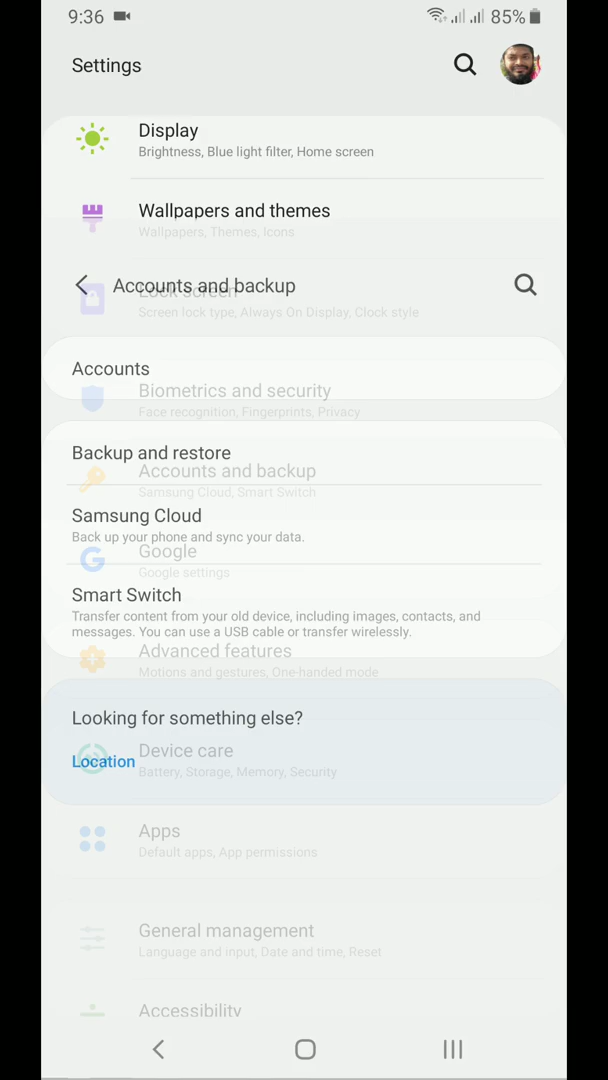 9:36 85%
Settings
Display
Brightness, Blue light filter, Home screen
Wallpapers and themes
Wallpapers, Themes, Icons
Accounts and backup
Lock screen
Screen lock type, Always On Display, Clock style
Accounts
Biometrics and security
Face recognition, Fingerprints, Privacy
Backup and restore
Accounts and backup
Samsung Cloud, Smart Switch
Samsung Cloud
Back up your phone and sync your data.
Google
Google settings
Smart Switch
Transfer content from your old device, including images, contacts, and
messages. You can use a USB cable or transfer wirelessly.
Advanced features
Motions and gestures, One-handed mode
Looking for something else?
Device care
Location
Battery, Storage, Memory, Security
Apps
Default apps, App permissions
General management
Language and input, Date and time, Reset
Accessibility